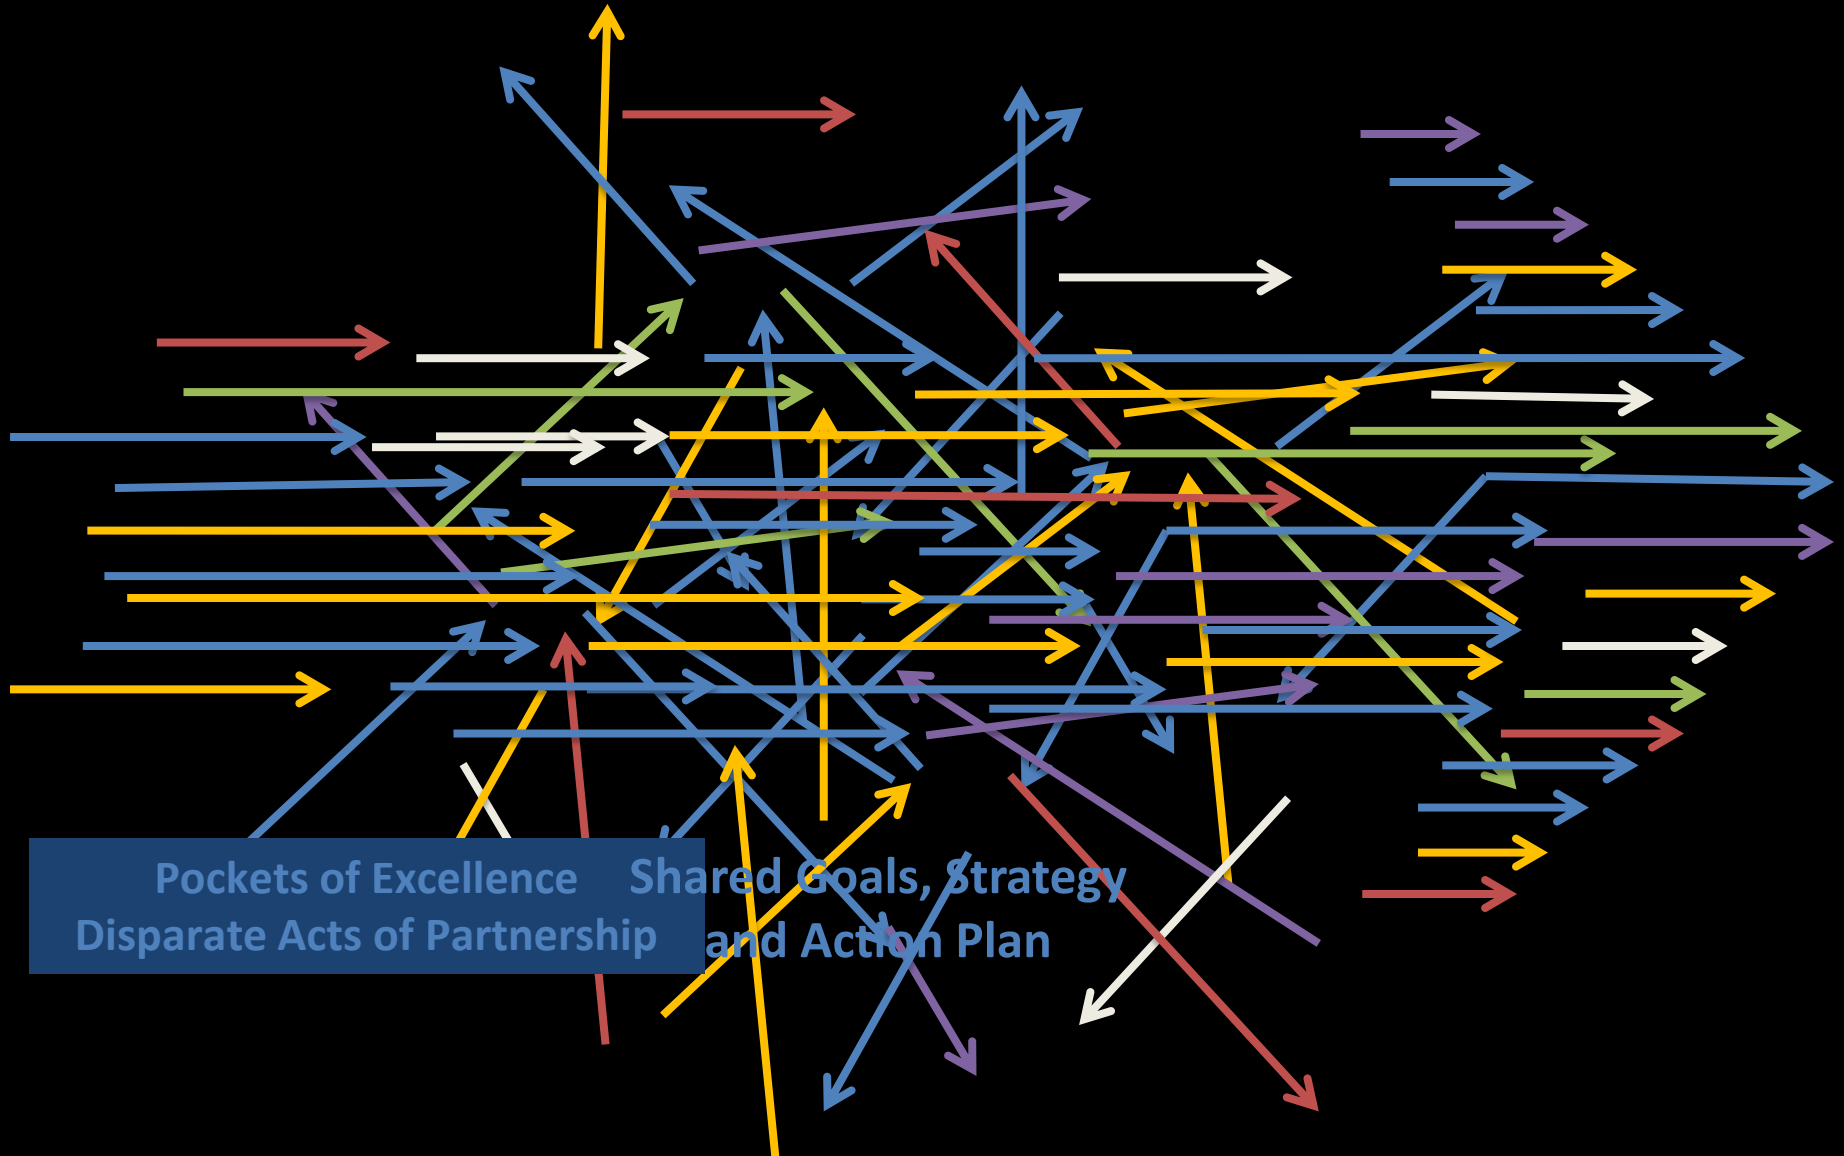 Pockets of Excellence
Disparate Acts of Partnership
Shared Goals, Strategy
and Action Plan